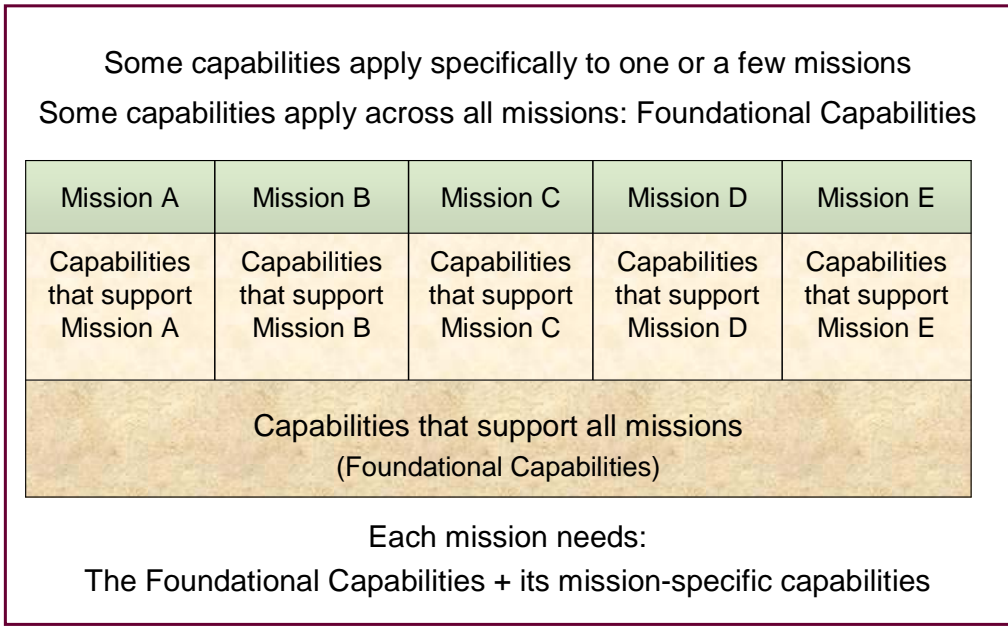 Some capabilities apply specifically to one or a few missions
Some capabilities apply across all missions: Foundational Capabilities
Mission A
Mission B
Mission C
Mission D
Mission E
Capabilities
that support
Mission A
Capabilities
that support
Mission B
Capabilities
that support
Mission C
Capabilities
that support
Mission D
Capabilities
that support
Mission E
Capabilities that support all missions
(Foundational Capabilities)
Each mission needs:
The Foundational Capabilities + its mission-specific capabilities